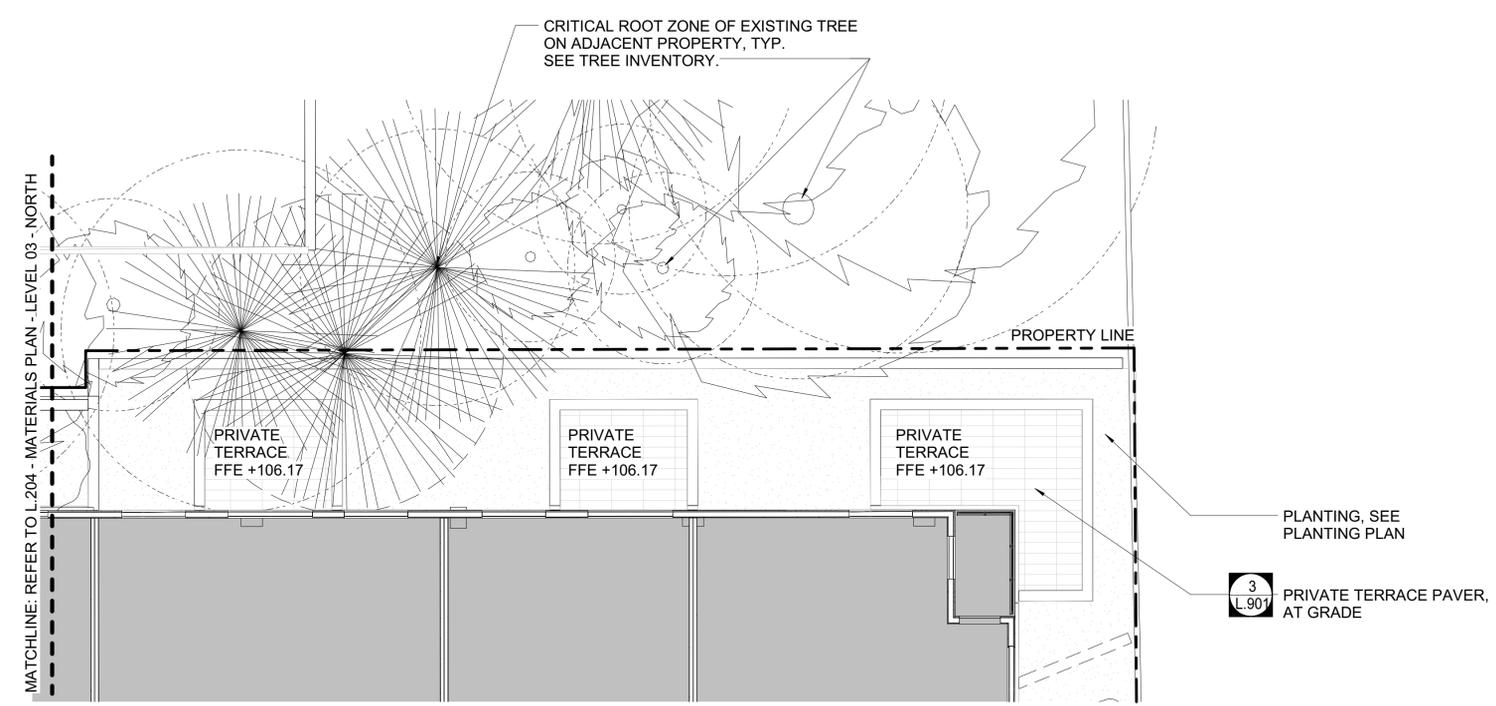 CRITICAL ROOT ZONE OF EXISTING TREE
ON ADJACENT PROPERTY, TYP.
SEE TREE INVENTORY.
MATCHLINE: REFER TO L.204 - MATERIALS PLAN - LEVEL 03 - NORTH
PROPERTY LINE
PRIVATE
TERRACE
FFE +106.17
PRIVATE
TERRACE
FFE +106.17
PRIVATE
TERRACE
FFE +106.17
PLANTING, SEE
PLANTING PLAN
3
L.901
PRIVATE TERRACE PAVER,
AT GRADE